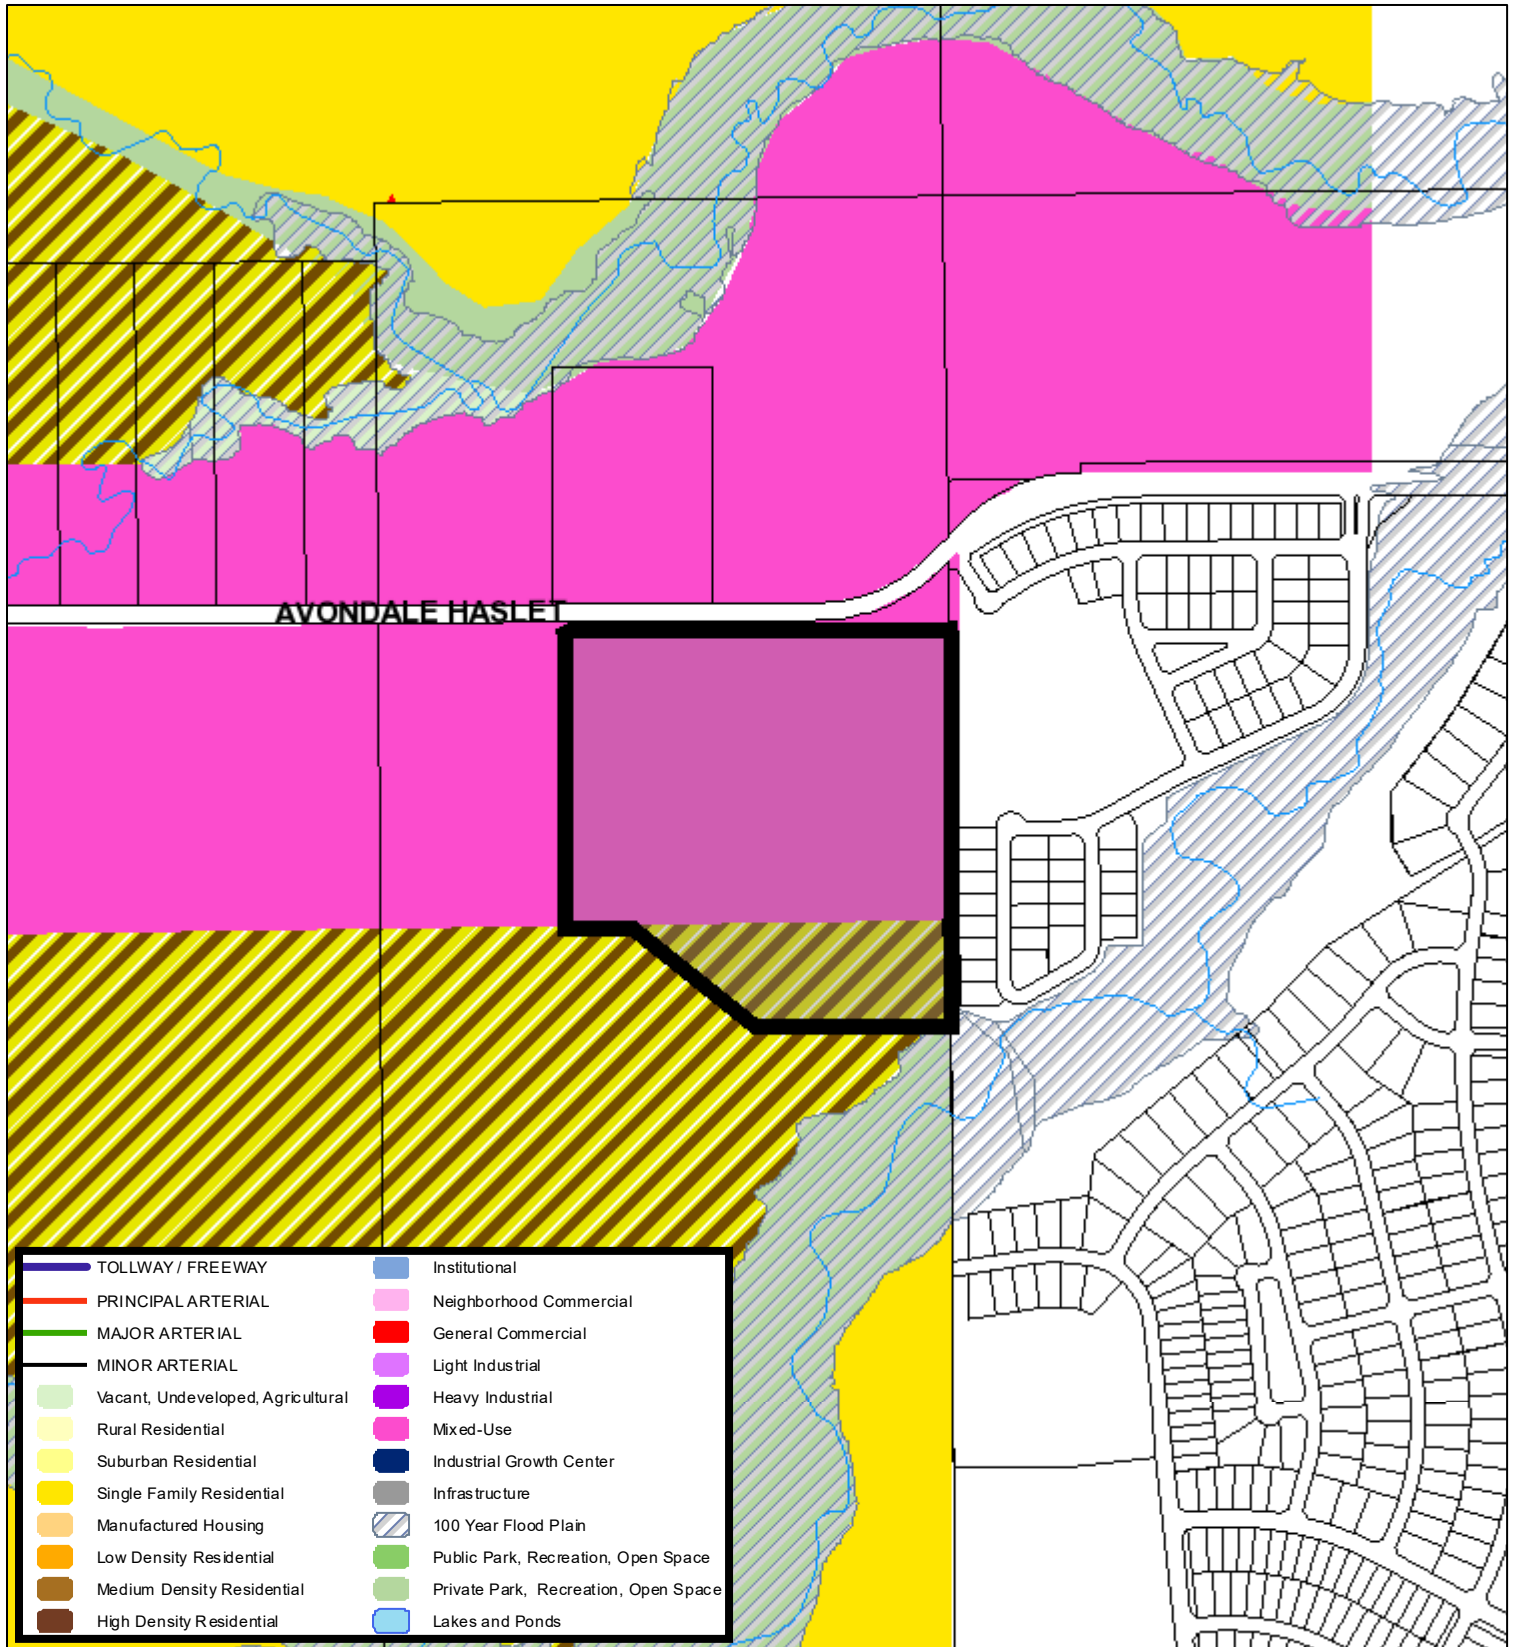 AVONDALE HASLET
TOLLWAY / FREEWAY
PRINCIPAL ARTERIAL
MAJOR ARTERIAL
MINOR ARTERIAL
Vacant, Undeveloped, Agricultural
Rural Residential
Suburban Residential
Single Family Residential
Manufactured Housing
Low Density Residential
Medium Density Residential
High Density Residential
Institutional
Neighborhood Commercial
General Commercial
Light Industrial
Heavy Industrial
Mixed-Use
Industrial Growth Center
Infrastructure
100 Year Flood Plain
Public Park, Recreation, Open Space
Private Park, Recreation, Open Space
Lakes and Ponds